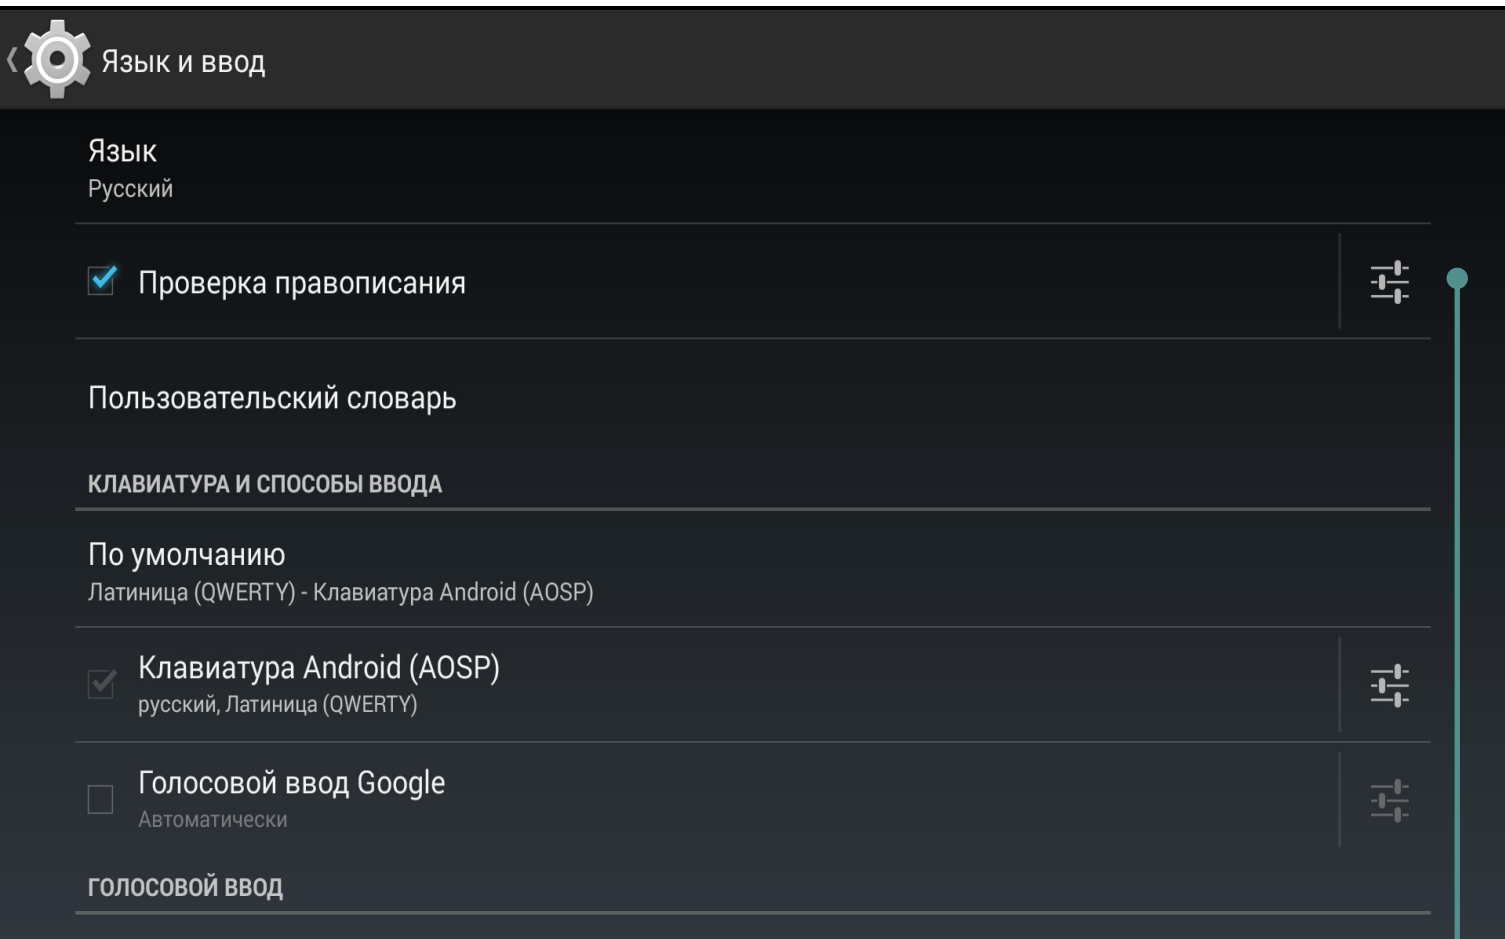 Язык и ввод
Язык
Русский
Проверка правописания
Пользовательский словарь
КЛАВИАТУРА И СПОСОБЫ ВВОДА
По умолчанию
Латиница (QWERTY) - Клавиатура Android (AOSP)
Клавиатура Android (AOSP)
русский, Латиница (QWERTY)
Голосовой ввод Google
Автоматически
ГОЛОСОВОЙ ВВОД